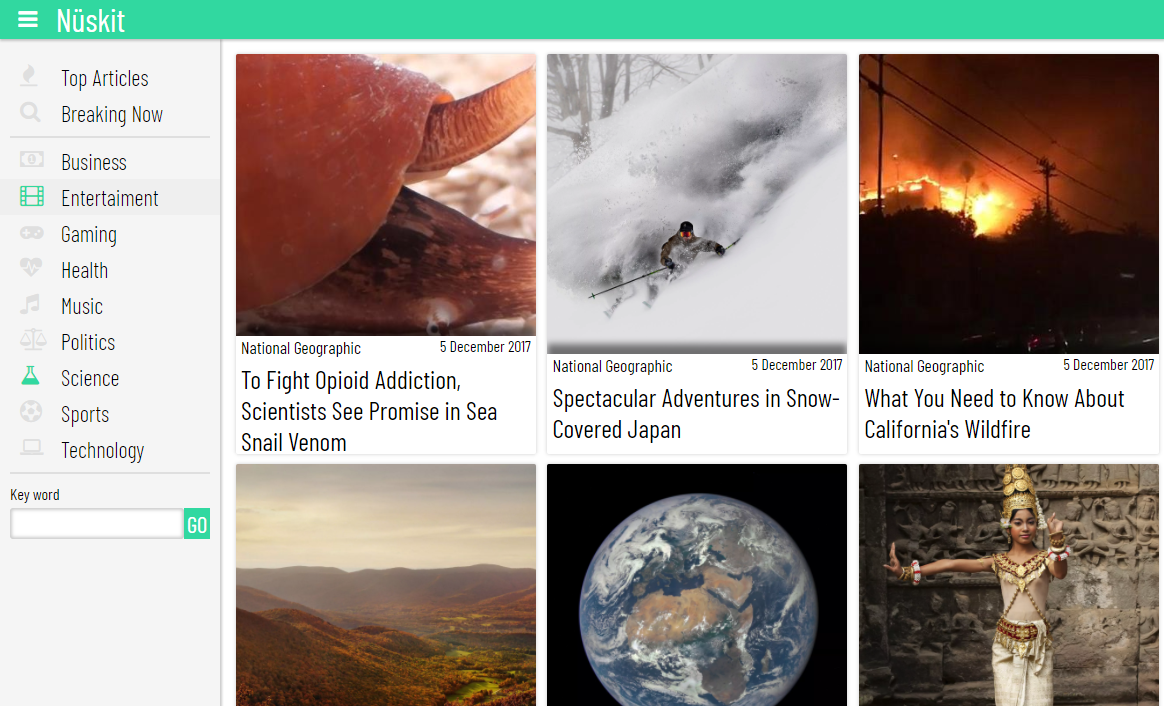 Nüskit
Top Articles
Breaking Now
Business
Entertaiment
Gaming
Health
Music
Politics
Science
Sports
Technology
Key word
GO
National Geographic
5 December 2017
To Fight Opioid Addiction,
Scientists See Promise in Sea
Snail Venom
National Geographic
5 December 2017
Spectacular Adventures in Snow-
Covered Japan
National Geographic
5 December 2017
What You Need to Know About
California's Wildfire